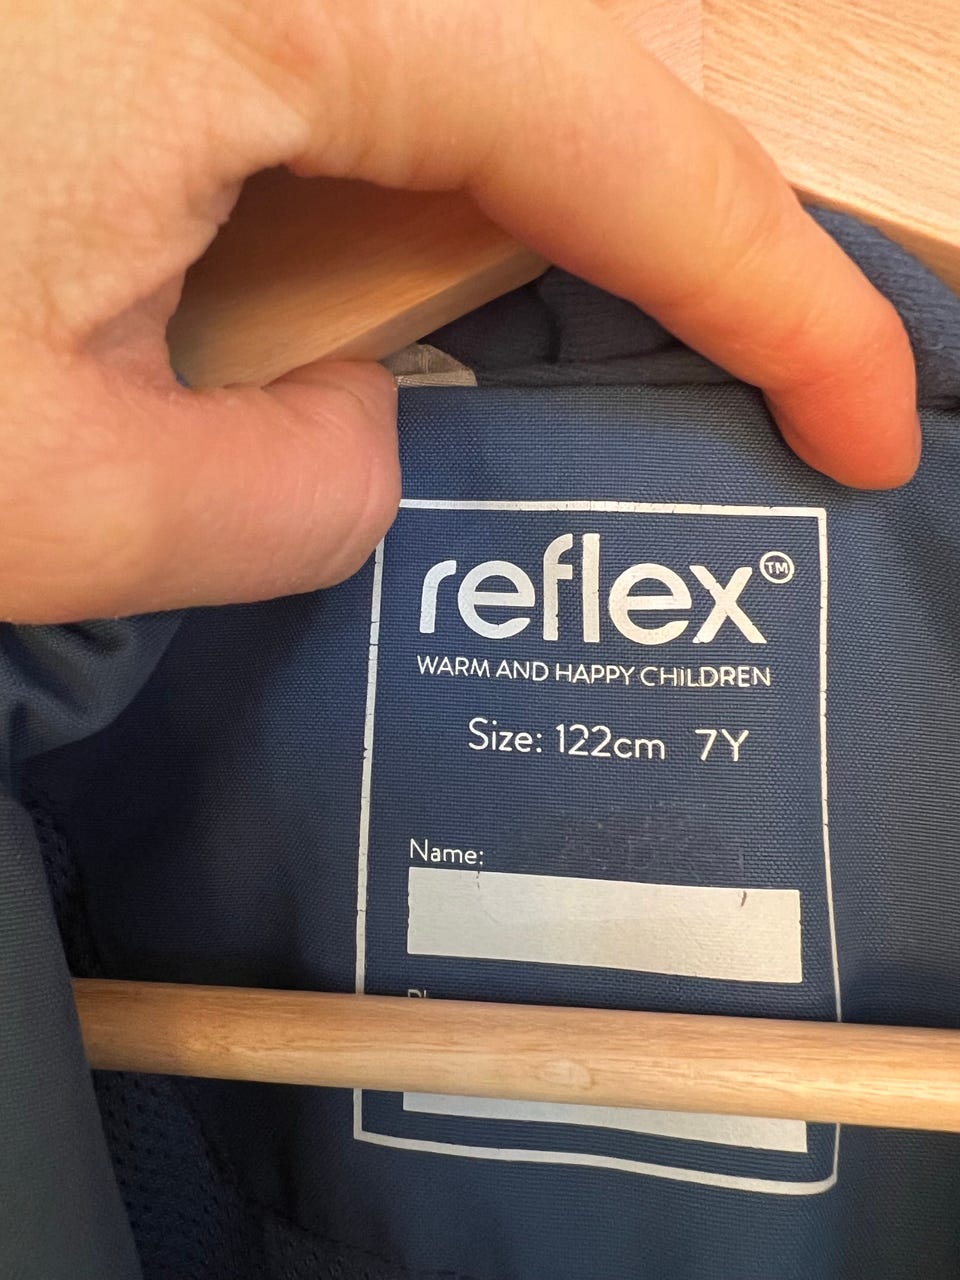 reflex™
WARM AND HAPPY CHILDREN
Size: 122cm 7Y
Name: